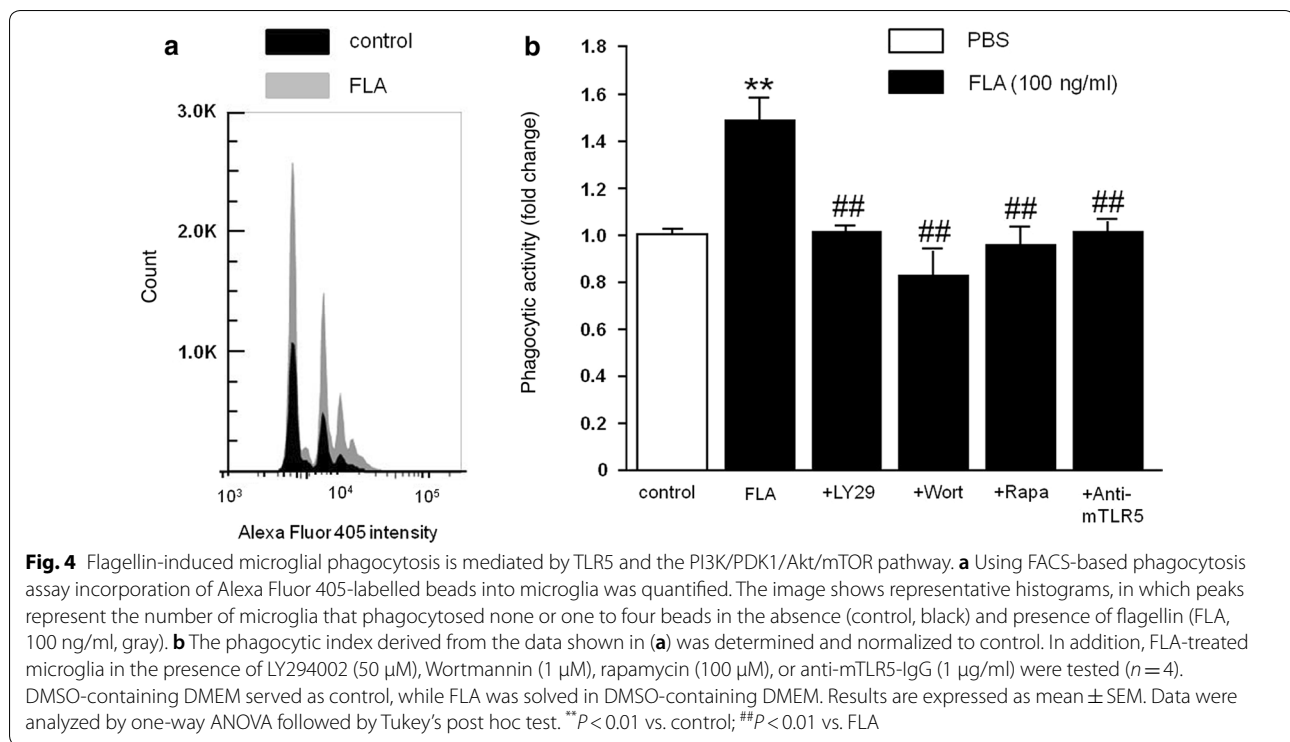 a
control
FLA
3.0K
2.0K
1.0K
Count
10³
10⁴
10⁵
Alexa Fluor 405 intensity
b
PBS
FLA (100 ng/ml)
Phagocytic activity (fold change)
1.8
1.6
1.4
1.2
1.0
0.8
0.6
0.4
0.2
0
**
##
##
##
##
control
FLA
+LY29
+Wort
+Rapa
+Anti-
mTLR5
Fig. 4 Flagellin-induced microglial phagocytosis is mediated by TLR5 and the PI3K/PDK1/Akt/mTOR pathway. a Using FACS-based phagocytosis
assay incorporation of Alexa Fluor 405-labelled beads into microglia was quantified. The image shows representative histograms, in which peaks
represent the number of microglia that phagocytosed none or one to four beads in the absence (control, black) and presence of flagellin (FLA,
100 ng/ml, gray). b The phagocytic index derived from the data shown in (a) was determined and normalized to control. In addition, FLA-treated
microglia in the presence of LY294002 (50 µM), Wortmannin (1 µM), rapamycin (100 µM), or anti-mTLR5-IgG (1 µg/ml) were tested (n = 4).
DMSO-containing DMEM served as control, while FLA was solved in DMSO-containing DMEM. Results are expressed as mean ± SEM. Data were
analyzed by one-way ANOVA followed by Tukey's post hoc test. **P < 0.01 vs. control; ##P < 0.01 vs. FLA